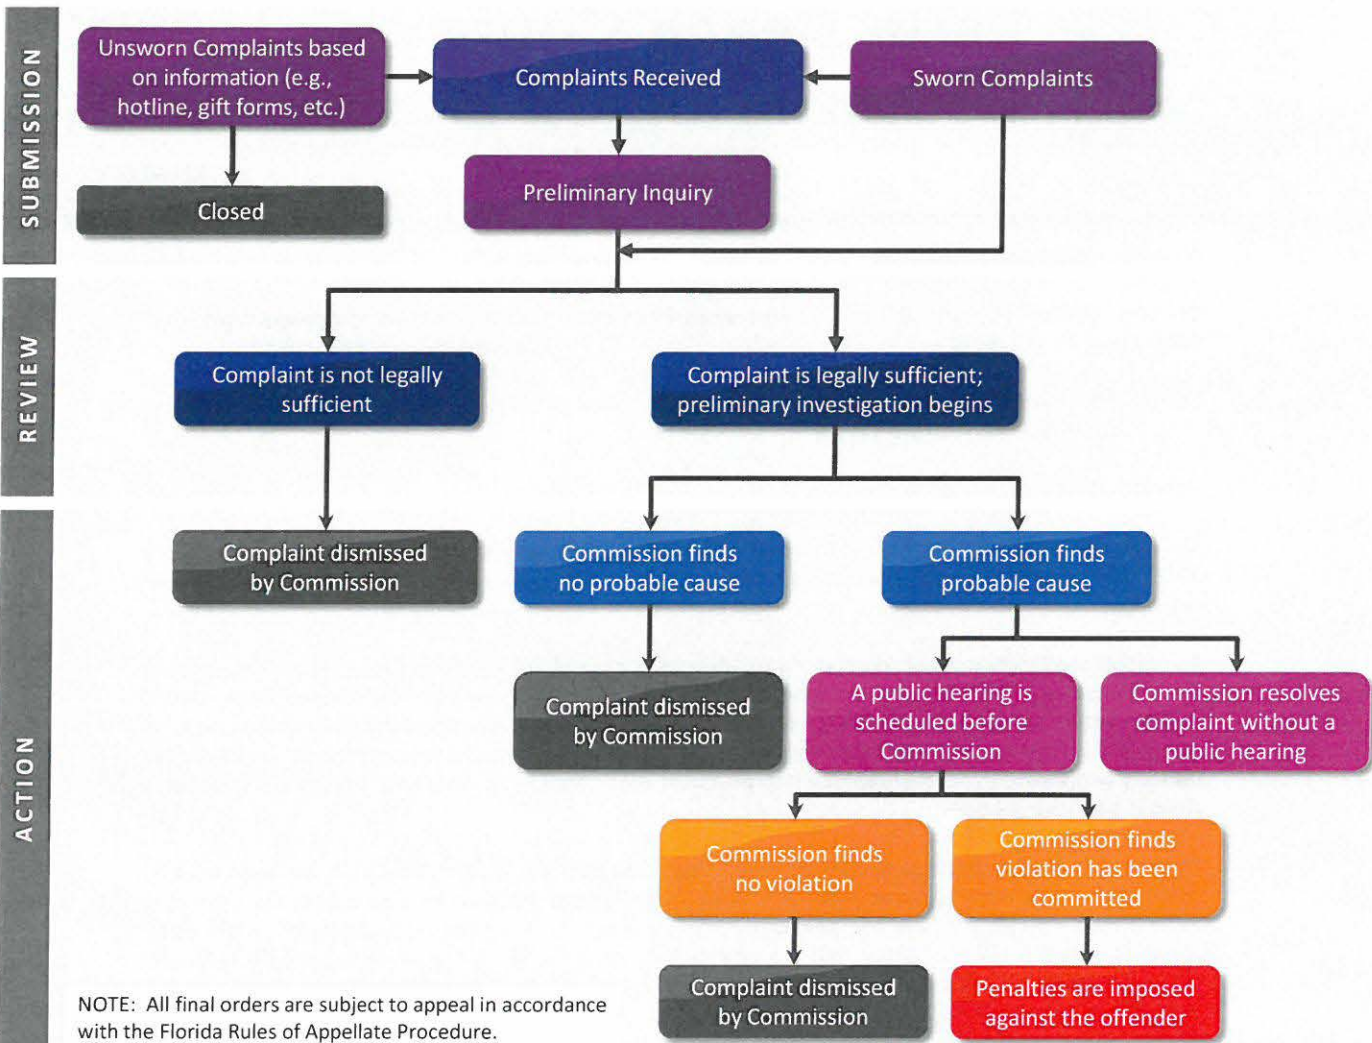 SUBMISSION
Unsworn Complaints based
on information (e.g.,
hotline, gift forms, etc.)
Complaints Received
Sworn Complaints
Closed
Preliminary Inquiry
REVIEW
Complaint is not legally
sufficient
Complaint is legally sufficient;
preliminary investigation begins
ACTION
Complaint dismissed
by Commission
Commission finds
no probable cause
Commission finds
probable cause
Complaint dismissed
by Commission
A public hearing is
scheduled before
Commission
Commission resolves
complaint without a
public hearing
Commission finds
no violation
Commission finds
violation has been
committed
Complaint dismissed
by Commission
Penalties are imposed
against the offender
NOTE: All final orders are subject to appeal in accordance
with the Florida Rules of Appellate Procedure.